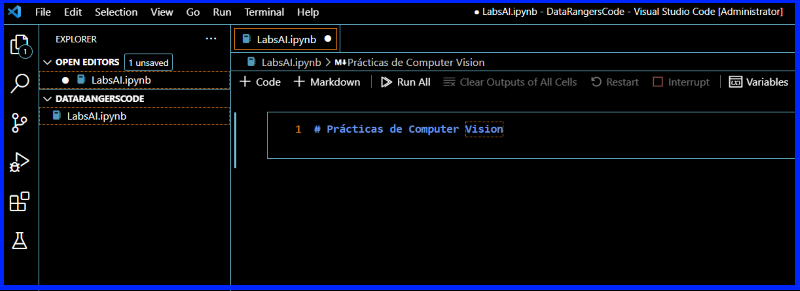 File Edit Selection View Go Run Terminal Help ● LabsAI.ipynb - DataRangersCode - Visual Studio Code [Administrator]
EXPLORER ...
LabsAI.ipynb ●
OPEN EDITORS 1 unsaved
● LabsAI.ipynb
DATARANGERSCODE
LabsAI.ipynb
1
LabsAI.ipynb > M↓Prácticas de Computer Vision
+ Code + Markdown Run All Clear Outputs of All Cells Restart Interrupt Variables
1 # Prácticas de Computer Vision